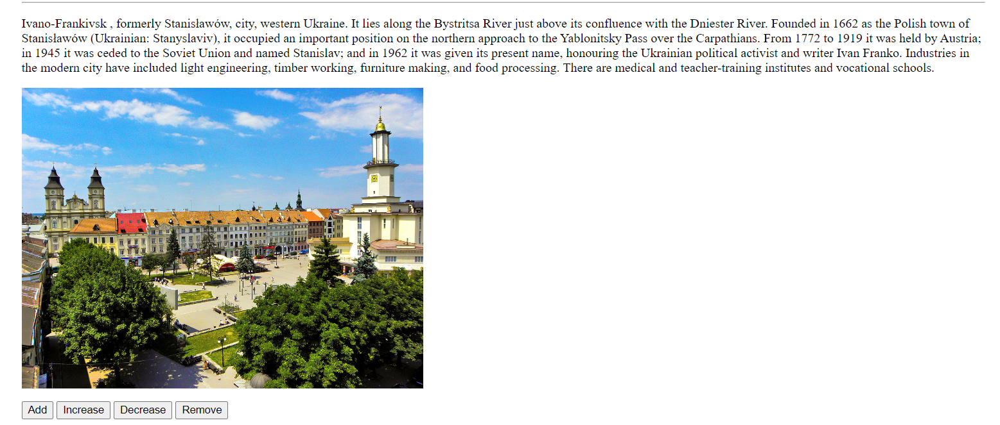 Ivano-Frankivsk , formerly Stanisławów, city, western Ukraine. It lies along the Bystritsa River just above its confluence with the Dniester River. Founded in 1662 as the Polish town of
Stanisławów (Ukrainian: Stanyslaviv), it occupied an important position on the northern approach to the Yablonitsky Pass over the Carpathians. From 1772 to 1919 it was held by Austria;
in 1945 it was ceded to the Soviet Union and named Stanislav; and in 1962 it was given its present name, honouring the Ukrainian political activist and writer Ivan Franko. Industries in
the modern city have included light engineering, timber working, furniture making, and food processing. There are medical and teacher-training institutes and vocational schools.
Add Increase Decrease Remove